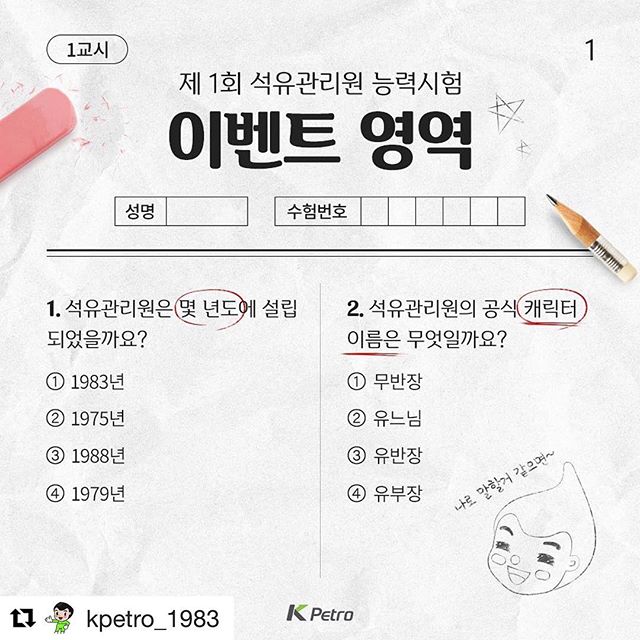 1교시
1
제 1회 석유관리원 능력시험
이벤트 영역
성명
수험번호
1. 석유관리원은 몇 년도에 설립
되었을까요?
① 1983년
② 1975년
③ 1988년
④ 1979년
2. 석유관리원의 공식 캐릭터
이름은 무엇일까요?
① 무반장
② 유느님
③ 유반장
④ 유부장
나로 말할거 같으면~
K Petro
kpetro_1983